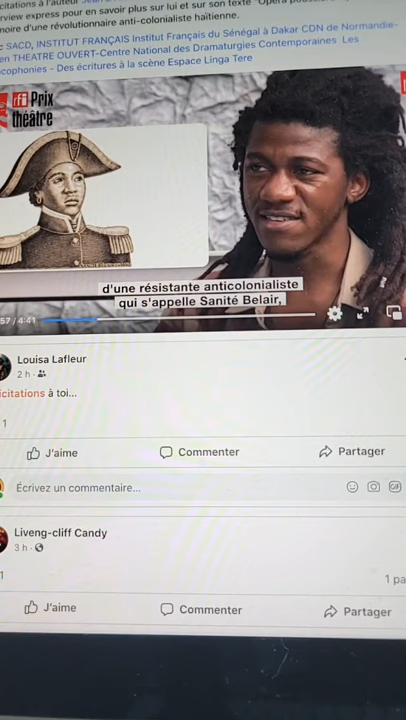 citations à l'auteur
rview express pour en savoir plus sur lui et sur son texte "Opéra
moire d'une révolutionnaire anti-colonialiste haïtienne.
: SACD, INSTITUT FRANÇAIS Institut Français du Sénégal à Dakar CDN de Normandie-
en THEATRE OUVERT-Centre National des Dramaturgies Contemporaines Les
cophonies - Des écritures à la scène Espace Linga Tere
rfi Prix
théâtre
d'une résistante anticolonialiste
qui s'appelle Sanité Belair,
57 / 4:41
Louisa Lafleur
2 h
icitations à toi...
1
J'aime
Commenter
Partager
Écrivez un commentaire...
GIF
Liveng-cliff Candy
3 h
1
1 pa
J'aime
Commenter
Partager